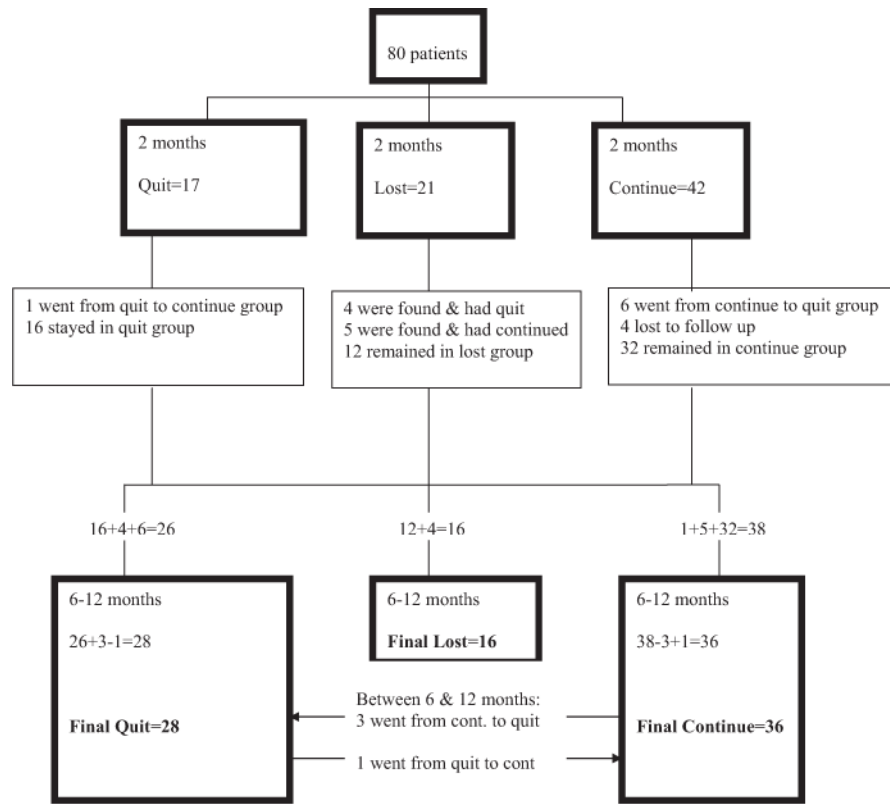 80 patients
2 months
Quit=17
2 months
Lost=21
2 months
Continue=42
1 went from quit to continue group
16 stayed in quit group
4 were found & had quit
5 were found & had continued
12 remained in lost group
6 went from continue to quit group
4 lost to follow up
32 remained in continue group
16+4+6=26
12+4=16
1+5+32=38
6-12 months
26+3-1=28
Final Quit=28
6-12 months
Final Lost=16
6-12 months
38-3+1=36
Final Continue=36
Between 6 & 12 months:
3 went from cont. to quit
1 went from quit to cont